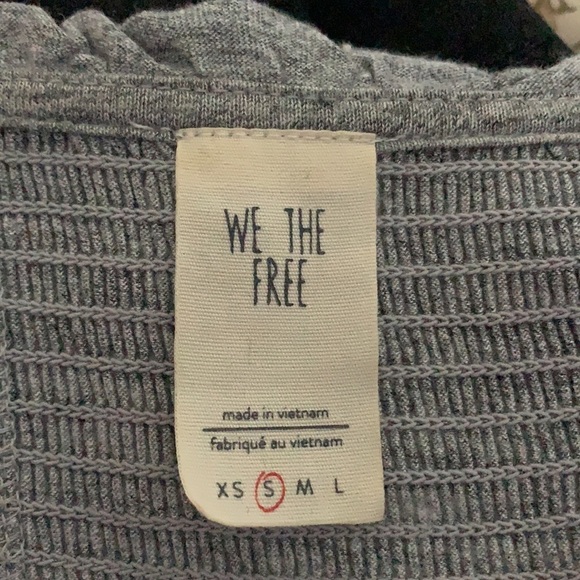 WE THE
FREE
made in vietnam
fabriqué au vietnam
XS S M L